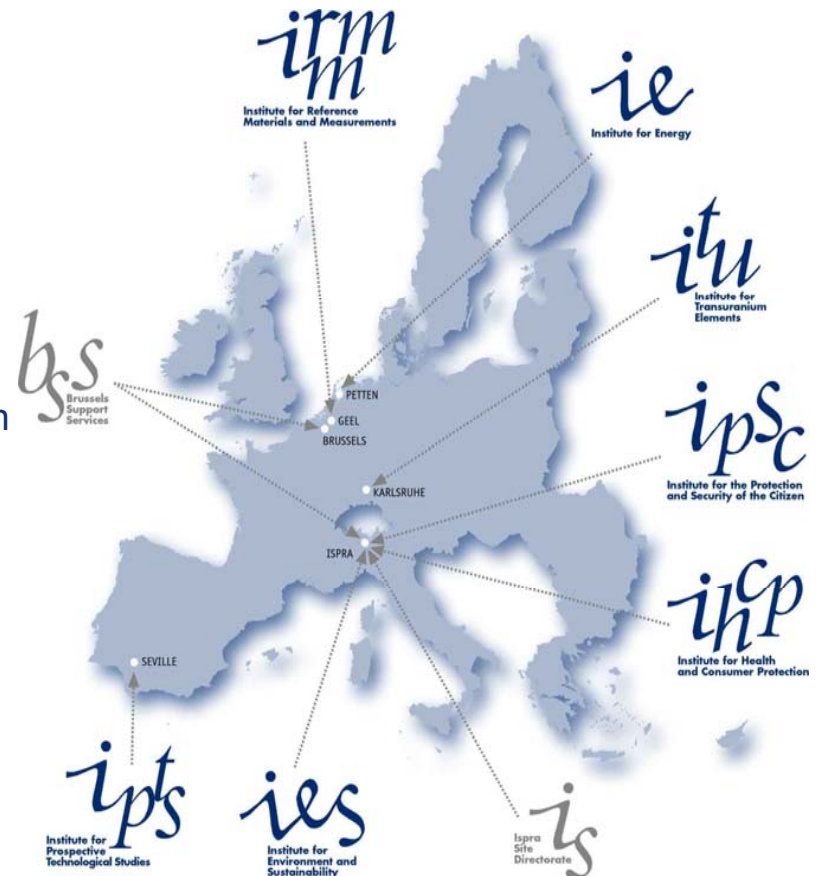 irmm
Institute for Reference
Materials and Measurements
ie
Institute for Energy
itu
Institute for
Transuranium
Elements
bss
Brussels
Support
Services
n
PETTEN
GEEL
BRUSSELS
KARLSRUHE
ISPRA
SEVILLE
ipsc
Institute for the Protection
and Security of the Citizen
ihcp
Institute for Health
and Consumer Protection
ipts
Institute for
Prospective
Technological Studies
ies
Institute for
Environment and
Sustainability
is
Ispra
Site
Directorate